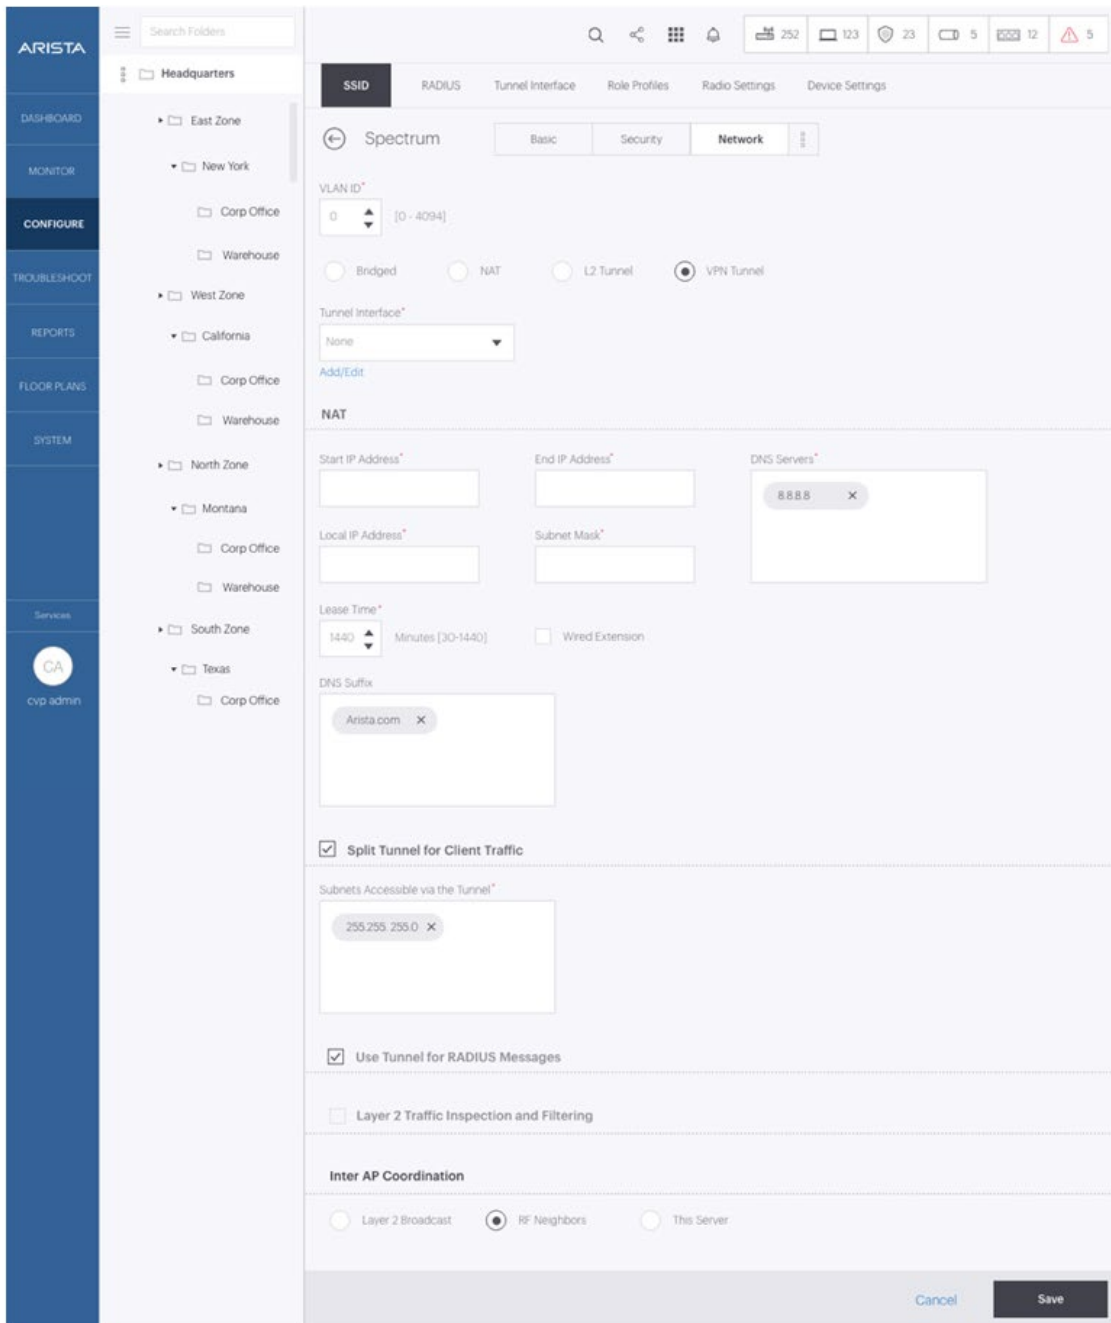 ARISTA
DASHBOARD
MONITOR
CONFIGURE
TROUBLESHOOT
REPORTS
FLOOR PLANS
SYSTEM
Services
CA
cvp admin
Search Folders
Headquarters
East Zone
New York
Corp Office
Warehouse
West Zone
California
Corp Office
Warehouse
North Zone
Montana
Corp Office
Warehouse
South Zone
Texas
Corp Office
252 123 23 5 12 5
SSID RADIUS Tunnel Interface Role Profiles Radio Settings Device Settings
Spectrum Basic Security Network
VLAN ID*
0 [0 - 4094]
Bridged NAT L2 Tunnel VPN Tunnel
Tunnel Interface*
None
Add/Edit
NAT
Start IP Address* End IP Address* DNS Servers*
8.8.8.8
Local IP Address* Subnet Mask*
Lease Time*
1440 Minutes [30-1440] Wired Extension
DNS Suffix
Arista.com
Split Tunnel for Client Traffic
Subnets Accessible via the Tunnel*
255.255. 255.0
Use Tunnel for RADIUS Messages
Layer 2 Traffic Inspection and Filtering
Inter AP Coordination
Layer 2 Broadcast RF Neighbors This Server
Cancel Save